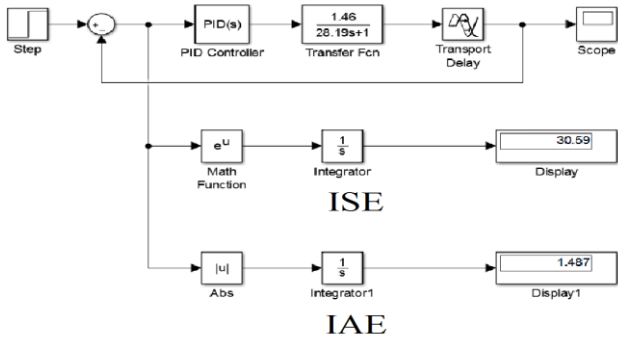 Step
+
−
PID(s)
PID Controller
1.46
28.19s+1
Transfer Fcn
Transport
Delay
Scope
eu
Math
Function
1
s
Integrator
30.59
Display
ISE
|u|
Abs
1
s
Integrator1
1.487
Display1
IAE